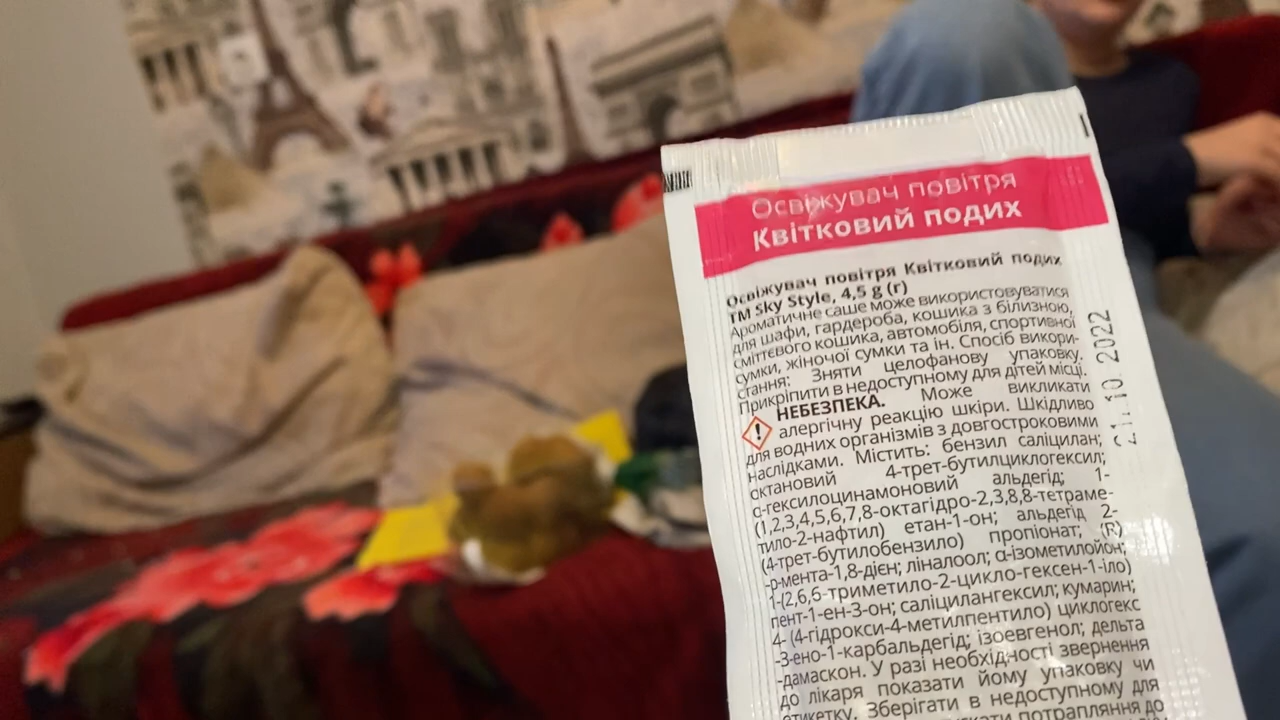 Освіжувач повітря
Квітковий подих
Освіжувач повітря Квітковий подих
ТМ Sky Style, 4,5 g (г)
Ароматичне саше може використовуватися
для шафи, гардероба, кошика з білизною,
сміттєвого кошика, автомобіля, спортивної
сумки, жіночої сумки та ін. Спосіб викори-
стання: Зняти целофанову упаковку.
Прикріпити в недоступному для дітей місці.
НЕБЕЗПЕКА. Може викликати
алергічну реакцію шкіри. Шкідливо
для водних організмів з довгостроковими
наслідками. Містить: бензил саліцилан;
октановий 4-трет-бутилциклогексил;
α-гексилоцинамоновий альдегід; 1-
(1,2,3,4,5,6,7,8-октагідро-2,3,8,8-тетраме-
тило-2-нафтил) етан-1-он; альдегід 2-
(4-трет-бутилобензило) пропіонат; (R)
-р-мента-1,8-дієн; ліналоол; α-ізометилойон;
1-(2,6,6-триметило-2-цикло-гексен-1-іло)
пент-1-ен-3-он; саліцилангексил; кумарин;
4- (4-гідрокси-4-метилпентило) циклогекс
-3-ено-1-карбальдегід; ізоевгенол; дельта
-дамаскон. У разі необхідності звернення
до лікаря показати йому упаковку чи
етикетку. Зберігати в недоступному для
потрапляння до
21. 10. 2022